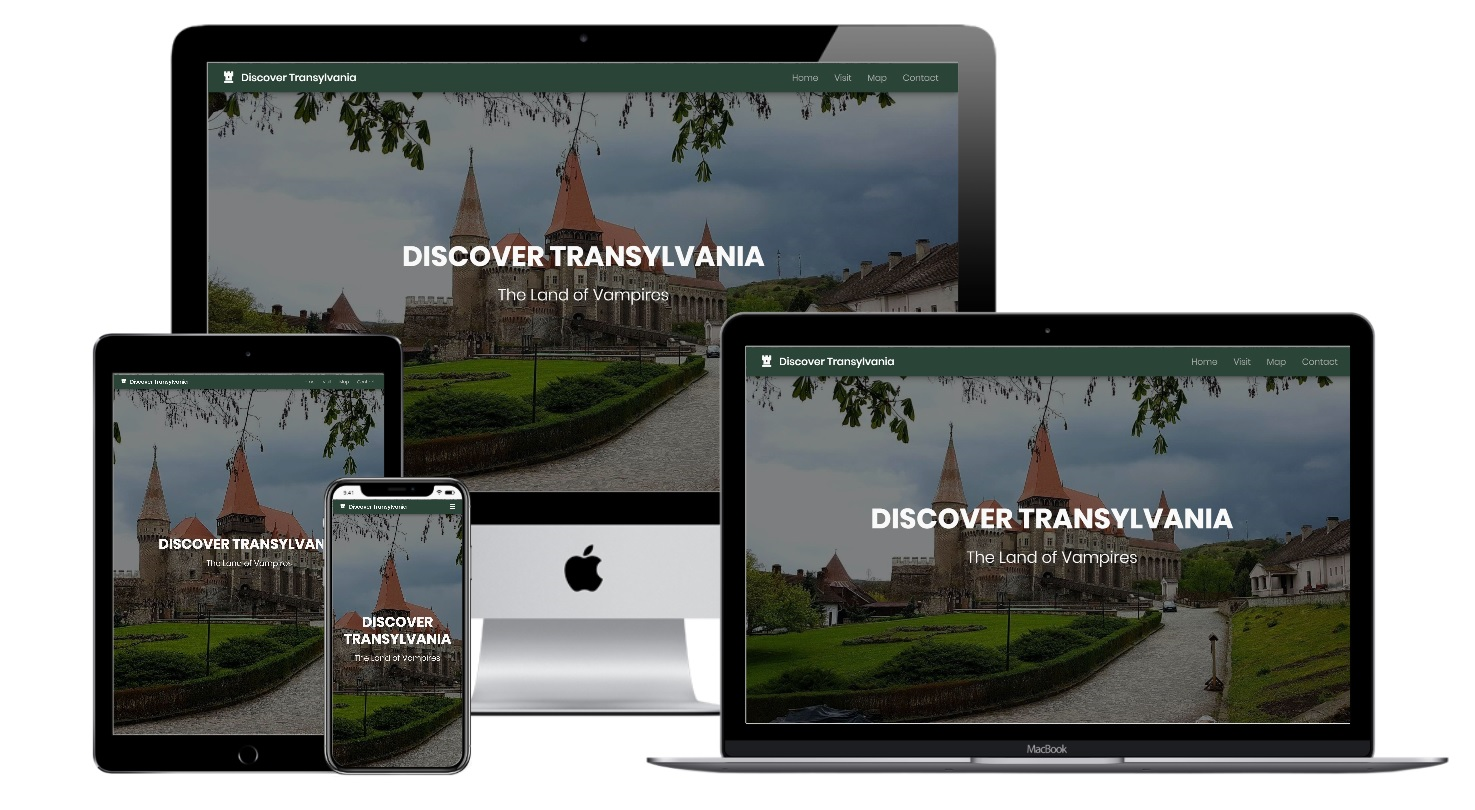 Discover Transylvania
Home Visit Map Contact
DISCOVER TRANSYLVANIA
The Land of Vampires
Discover Transylvania
Home Visit Map Contact
DISCOVER TRANSYLVANIA
The Land of Vampires
MacBook
Discover Transylvania
Map
DISCOVER TRANSYLVAN
The Land of Vampires
9:41
Discover Transylvania
DISCOVER
TRANSYLVANIA
The Land of Vampires